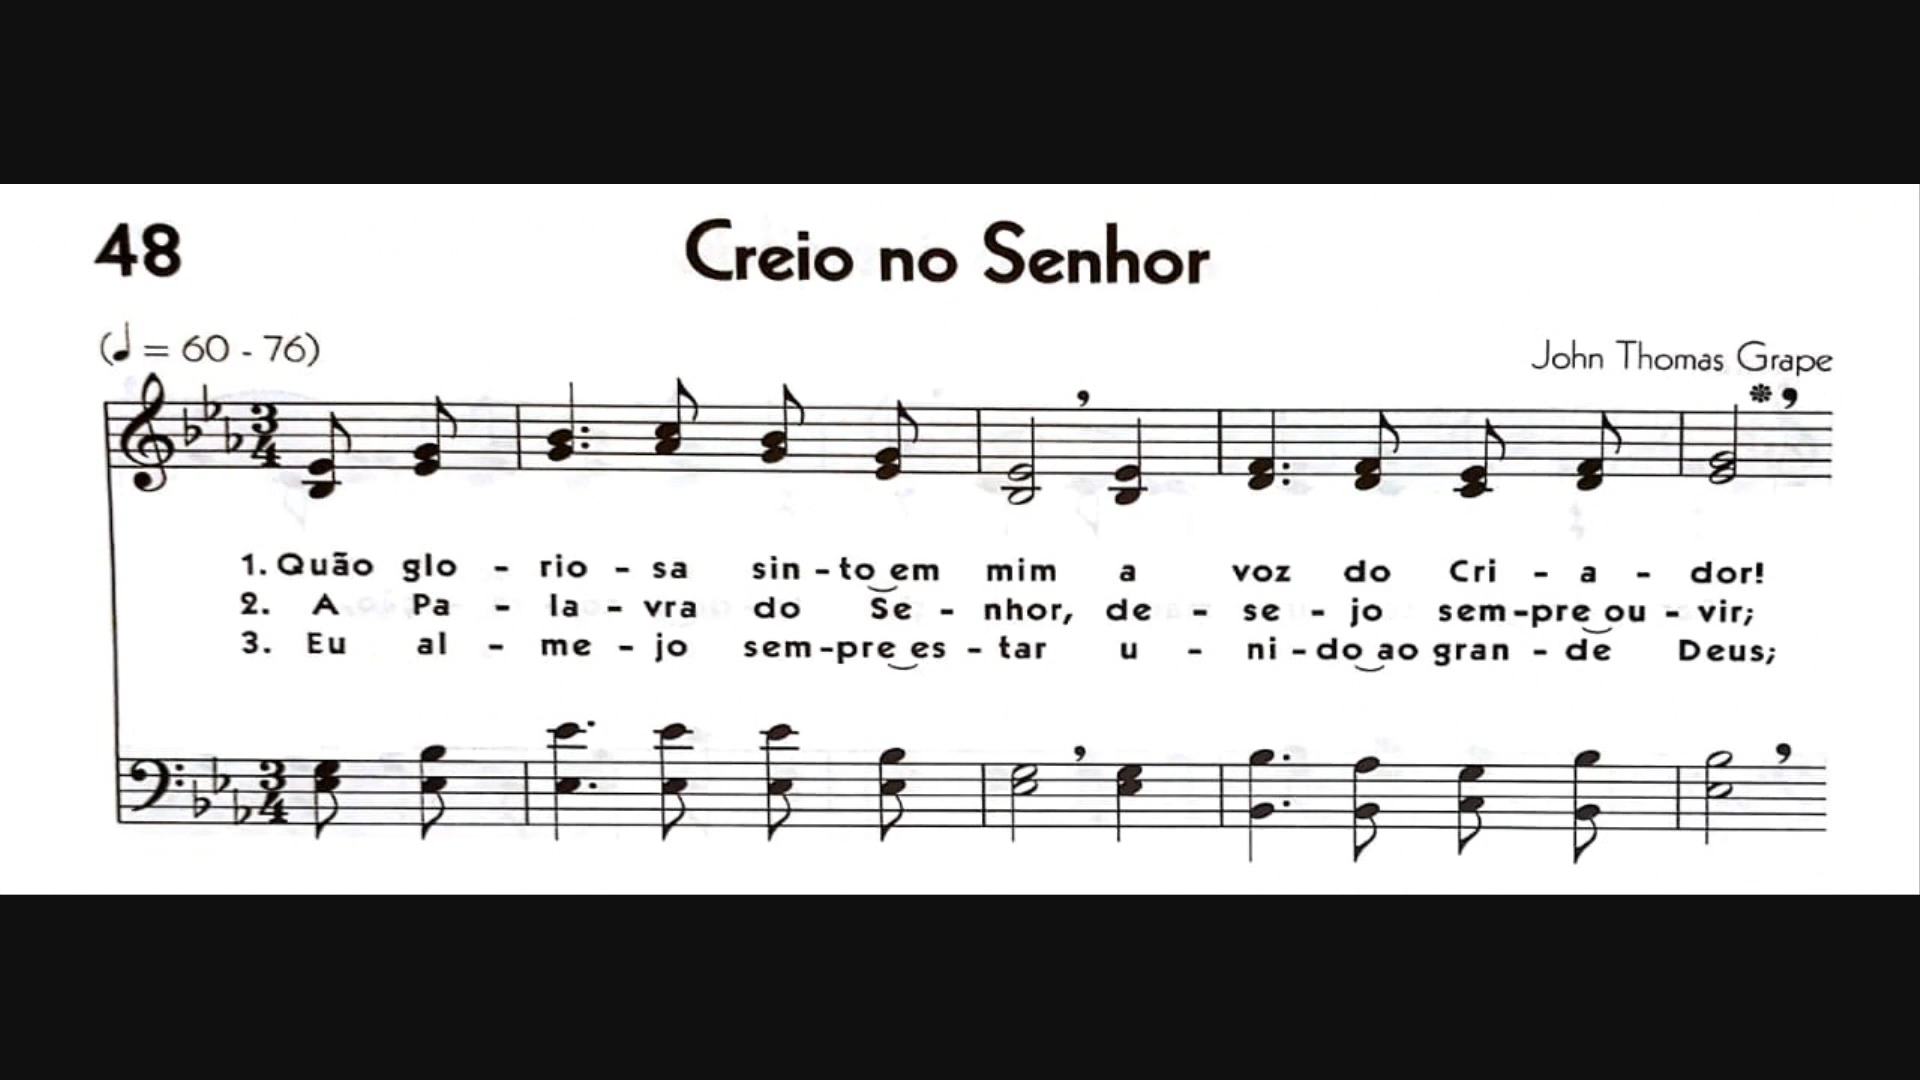 48 Creio no Senhor
(♩ = 60 - 76)
John Thomas Grape
1. Quão glo - rio - sa sin - to em mim a voz do Cri - a - dor!
2. A Pa - la - vra do Se - nhor, de - se - jo sem - pre ou - vir;
3. Eu al - me - jo sem - pre es - tar u - ni - do ao gran - de Deus;